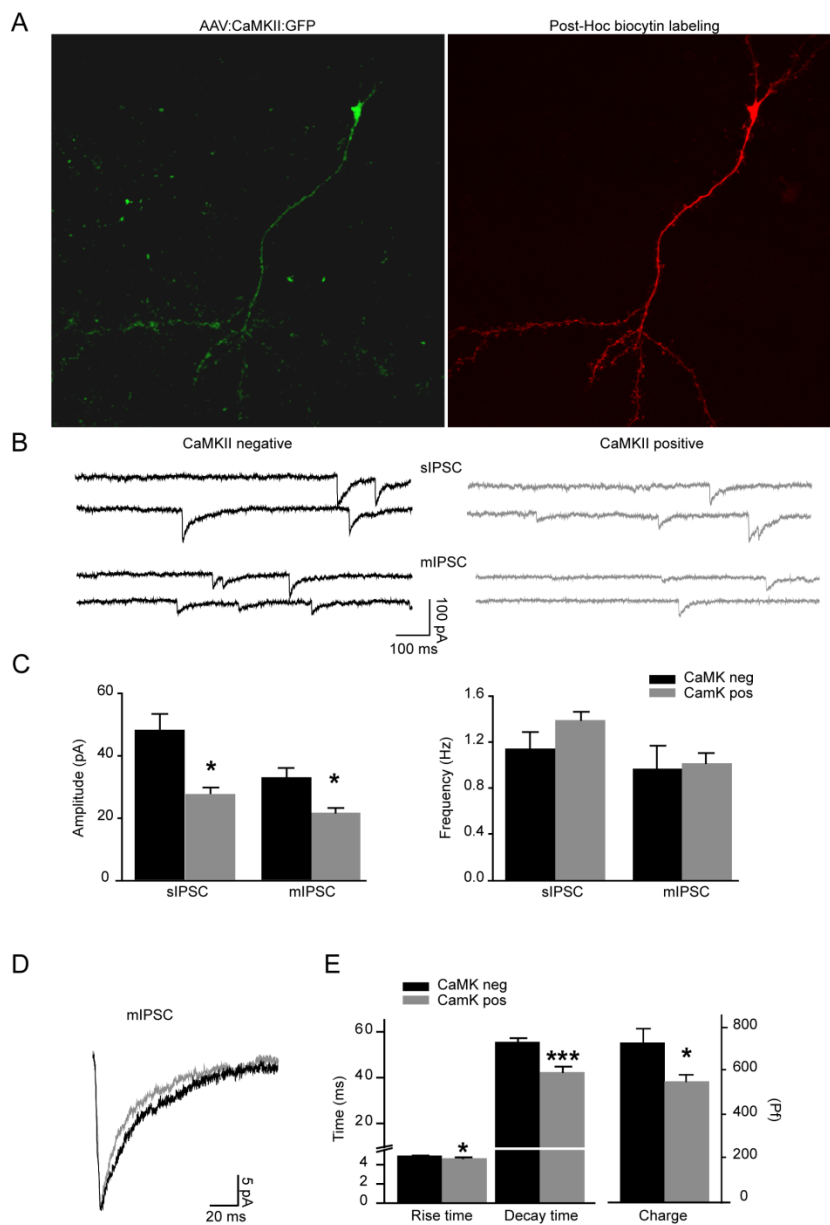 A
AAV:CaMKII:GFP
Post-Hoc biocytin labeling
B
CaMKII negative
CaMKII positive
sIPSC
mIPSC
100 pA
100 ms
C
CaMK neg
CamK pos
Amplitude (pA)
60
40
20
0
*
*
sIPSC
mIPSC
Frequency (Hz)
1.6
1.2
0.8
0.4
0.0
sIPSC
mIPSC
D
mIPSC
5 pA
20 ms
E
CaMK neg
CamK pos
Time (ms)
60
40
20
4
2
0
*
***
*
800
600
400
200
0
(Pf)
Rise time
Decay time
Charge